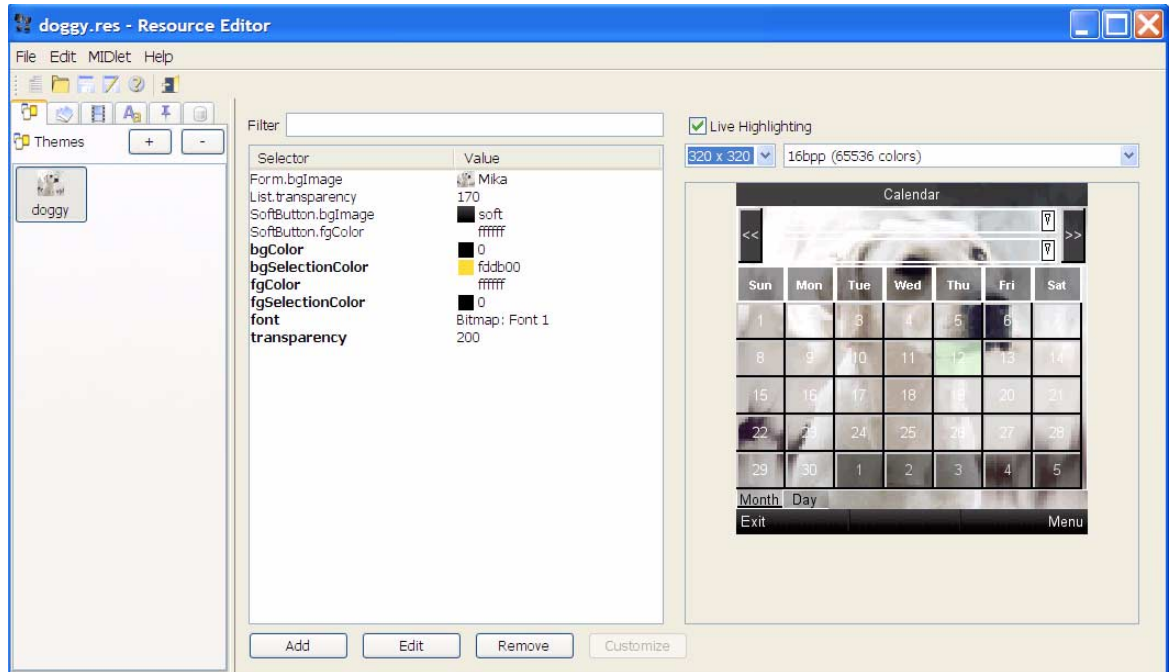 doggy.res - Resource Editor
File Edit MIDlet Help
Themes + -
doggy
Filter
Selector Value
Form.bgImage Mika
List.transparency 170
SoftButton.bgImage soft
SoftButton.fgColor ffffff
bgColor 0
bgSelectionColor fddb00
fgColor ffffff
fgSelectionColor 0
font Bitmap: Font 1
transparency 200
Add Edit Remove Customize
Live Highlighting
320 x 320 16bpp (65536 colors)
Calendar
<< >>
Sun Mon Tue Wed Thu Fri Sat
1 3 4 5 6
8 9 10 11 12 13 14
15 16 17 18 19 20 21
22 23 24 25 26 27 28
29 30 1 2 3 4 5
Month Day
Exit Menu